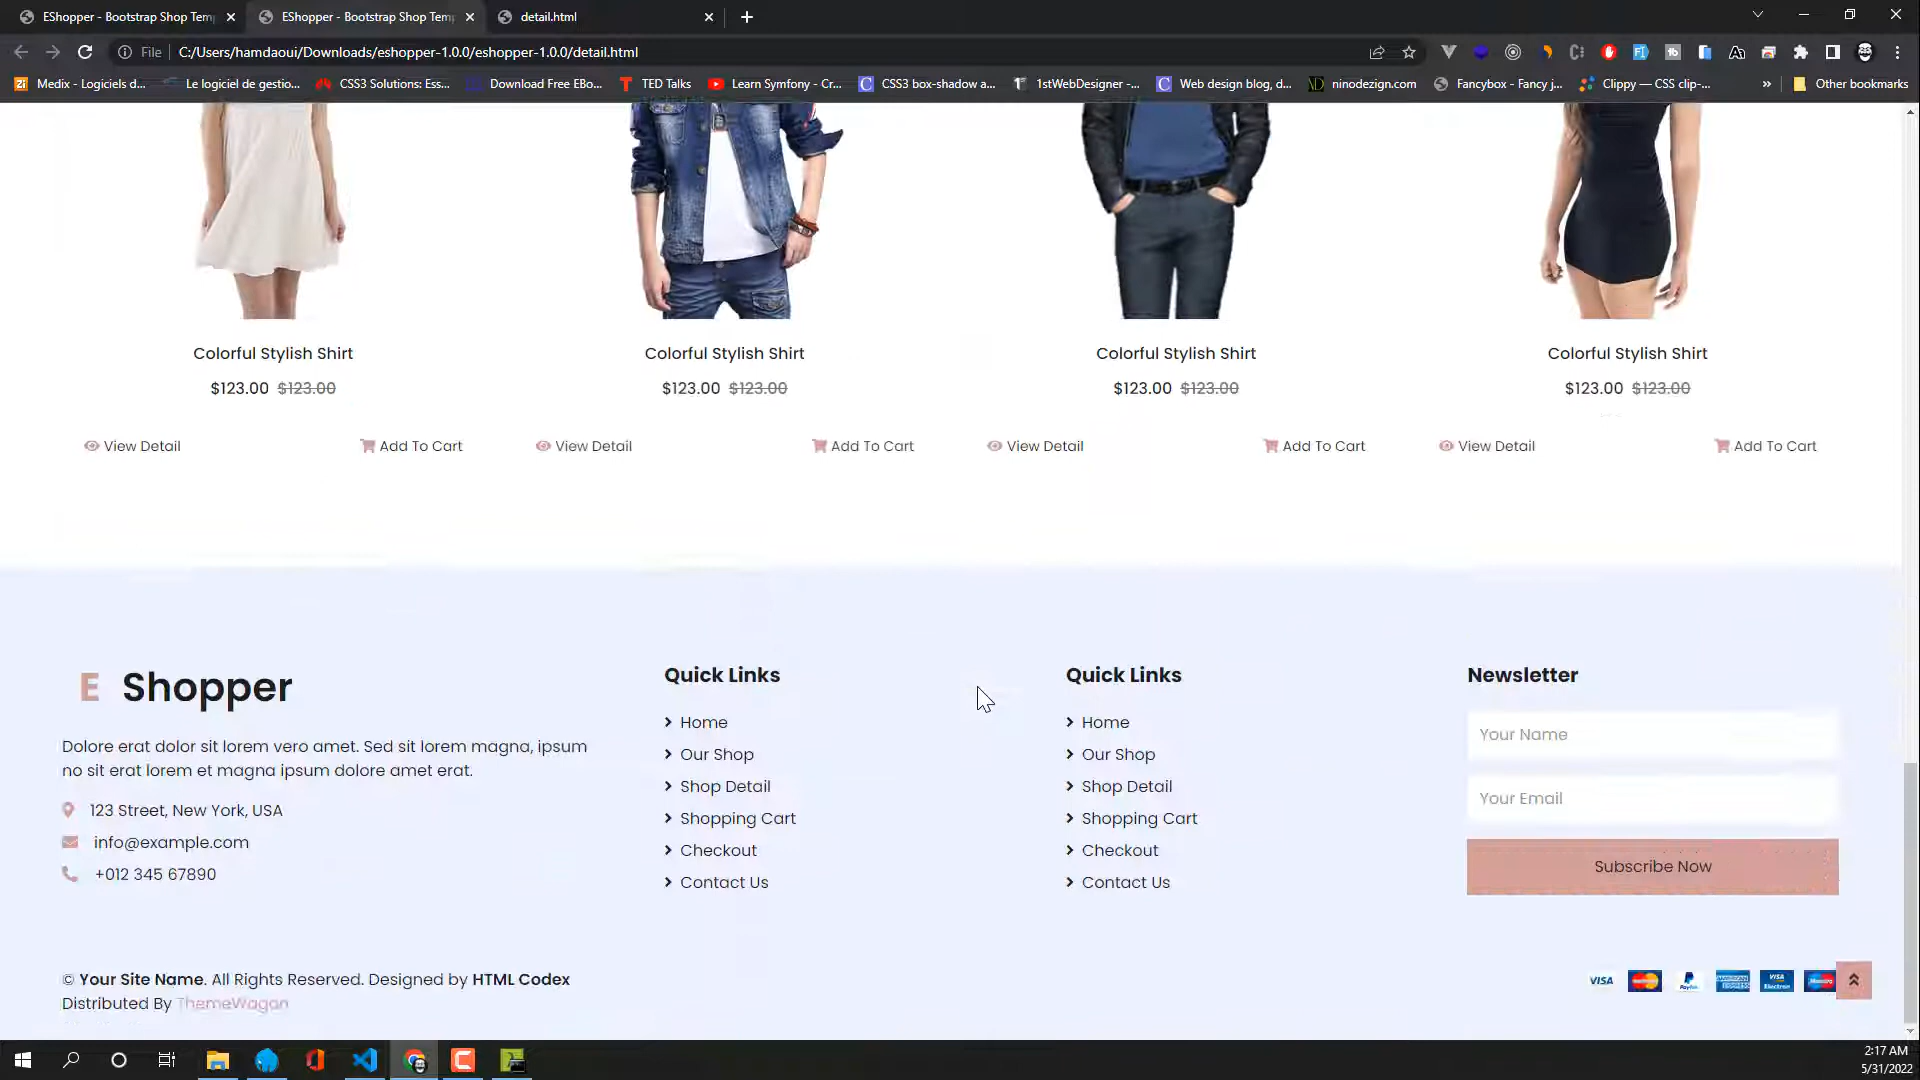 EShopper - Bootstrap Shop Tem
EShopper - Bootstrap Shop Temp
detail.html
File
C:/Users/hamdaoui/Downloads/eshopper-1.0.0/eshopper-1.0.0/detail.html
Medix - Logiciels d...
Le logiciel de gestio...
CSS3 Solutions: Ess...
Download Free EBo...
TED Talks
Learn Symfony - Cr...
CSS3 box-shadow a...
1stWebDesigner -...
Web design blog, d...
ninodezign.com
Fancybox - Fancy j...
Clippy — CSS clip-...
»
Other bookmarks
Colorful Stylish Shirt
$123.00 $123.00
View Detail
Add To Cart
Colorful Stylish Shirt
$123.00 $123.00
View Detail
Add To Cart
Colorful Stylish Shirt
$123.00 $123.00
View Detail
Add To Cart
Colorful Stylish Shirt
$123.00 $123.00
View Detail
Add To Cart
E Shopper
Dolore erat dolor sit lorem vero amet. Sed sit lorem magna, ipsum
no sit erat lorem et magna ipsum dolore amet erat.
123 Street, New York, USA
info@example.com
+012 345 67890
Quick Links
Home
Our Shop
Shop Detail
Shopping Cart
Checkout
Contact Us
Quick Links
Home
Our Shop
Shop Detail
Shopping Cart
Checkout
Contact Us
Newsletter
Your Name
Your Email
Subscribe Now
© Your Site Name. All Rights Reserved. Designed by HTML Codex
Distributed By ThemeWagon
VISA
PayPal
VISA
Electron
2:17 AM
5/31/2022